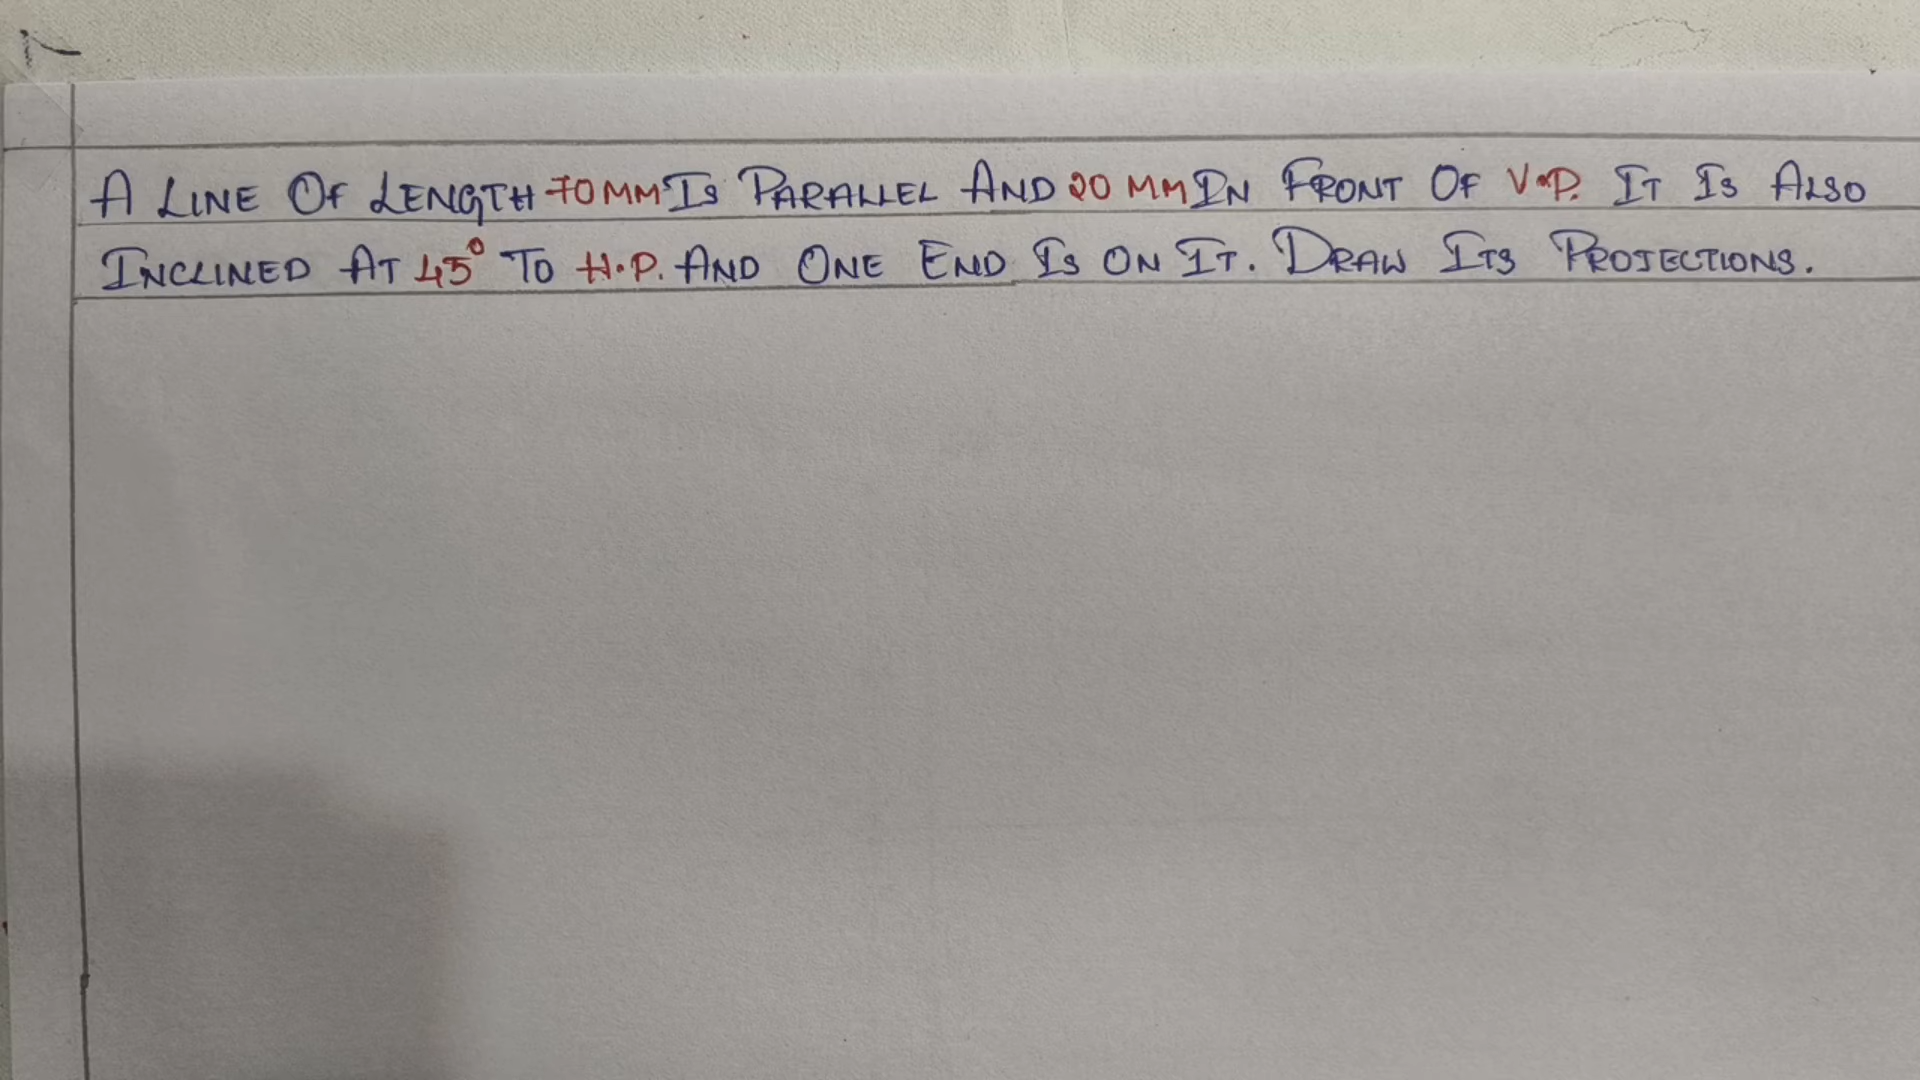 A LINE OF LENGTH 70 MM IS PARALLEL AND 20 MM IN FRONT OF V.P. IT IS ALSO
INCLINED AT 45° TO H.P. AND ONE END IS ON IT. DRAW ITS PROJECTIONS.